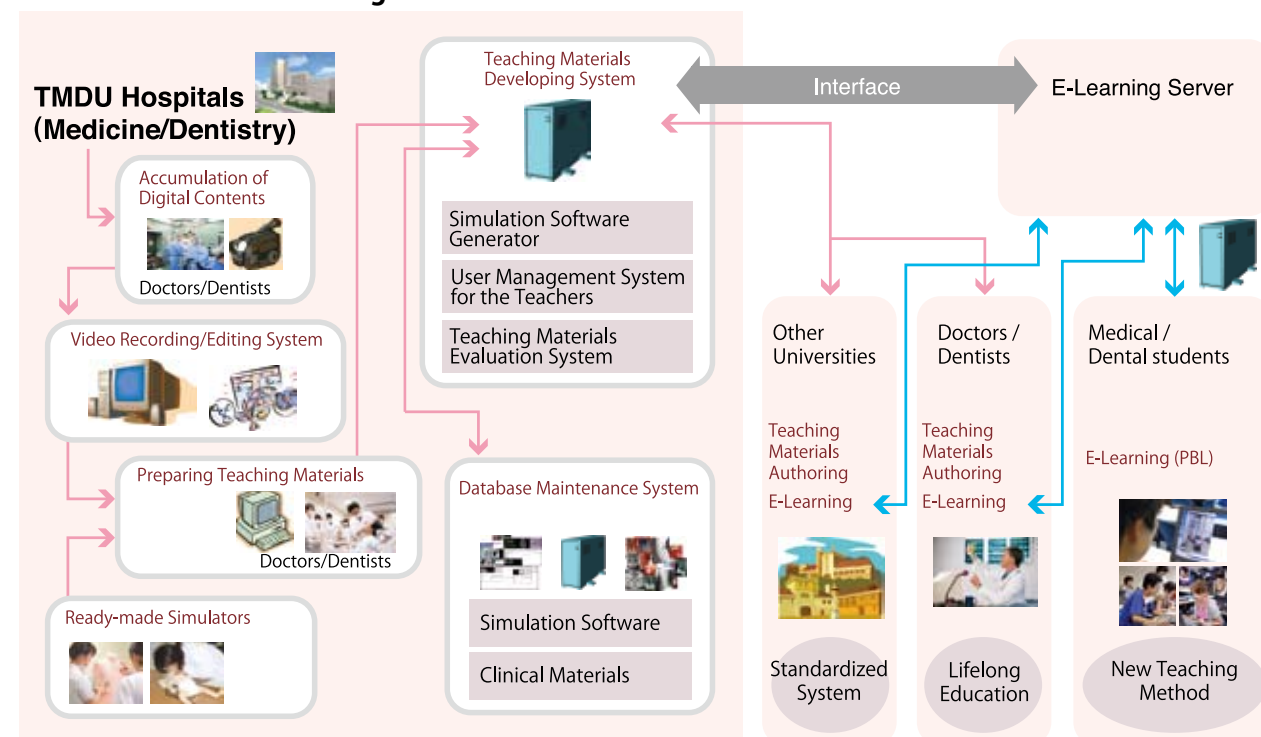 TMDU Hospitals
(Medicine/Dentistry)
Accumulation of
Digital Contents
Doctors/Dentists
Video Recording/Editing System
Preparing Teaching Materials
Doctors/Dentists
Ready-made Simulators
Teaching Materials
Developing System
Simulation Software
Generator
User Management System
for the Teachers
Teaching Materials
Evaluation System
Database Maintenance System
Simulation Software
Clinical Materials
Interface
E-Learning Server
Other
Universities
Teaching
Materials
Authoring
E-Learning
Standardized
System
Doctors /
Dentists
Teaching
Materials
Authoring
E-Learning
Lifelong
Education
Medical /
Dental students
E-Learning (PBL)
New Teaching
Method